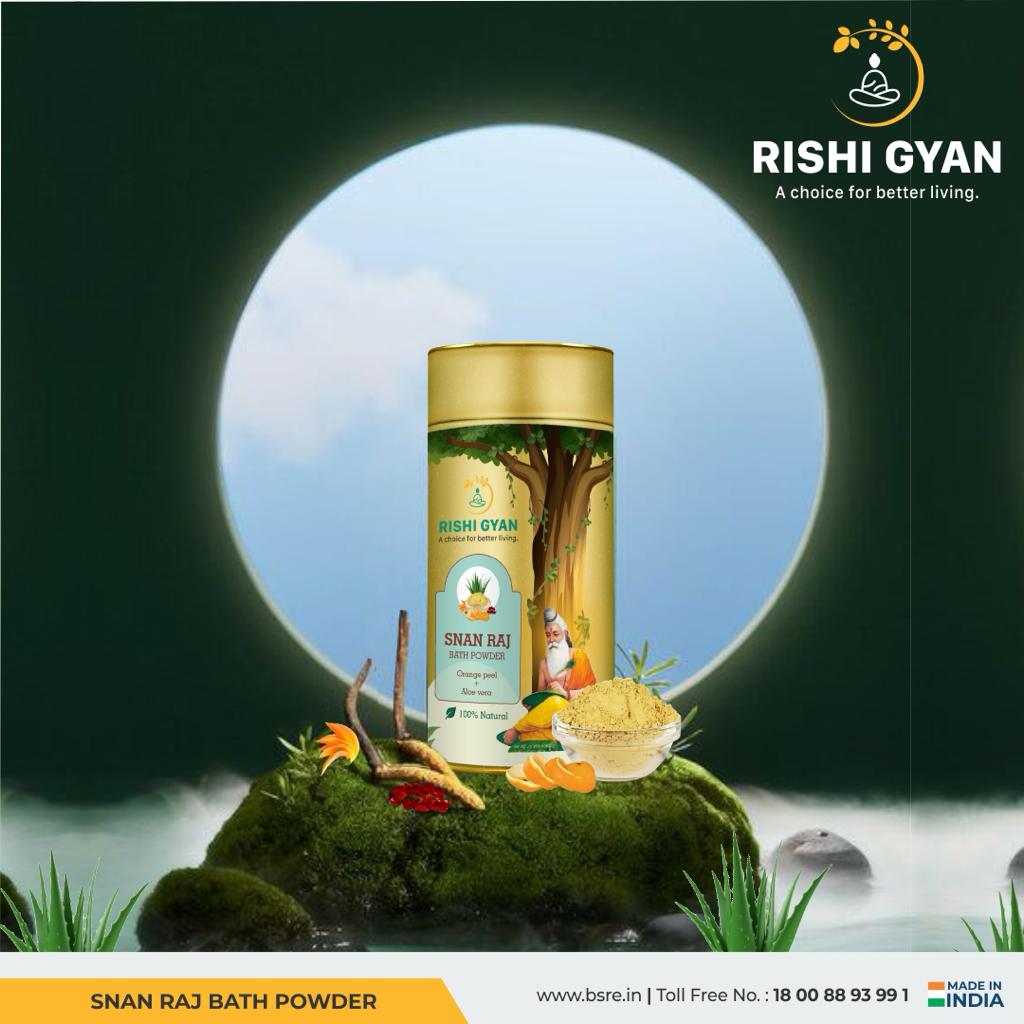 RISHI GYAN
A choice for better living.
RISHI GYAN
A choice for better living.
SNAN RAJ
BATH POWDER
Orange peel
+
Aloe vera
100% Natural
SNAN RAJ BATH POWDER
www.bsre.in | Toll Free No. : 18 00 88 93 99 1
MADE IN
INDIA